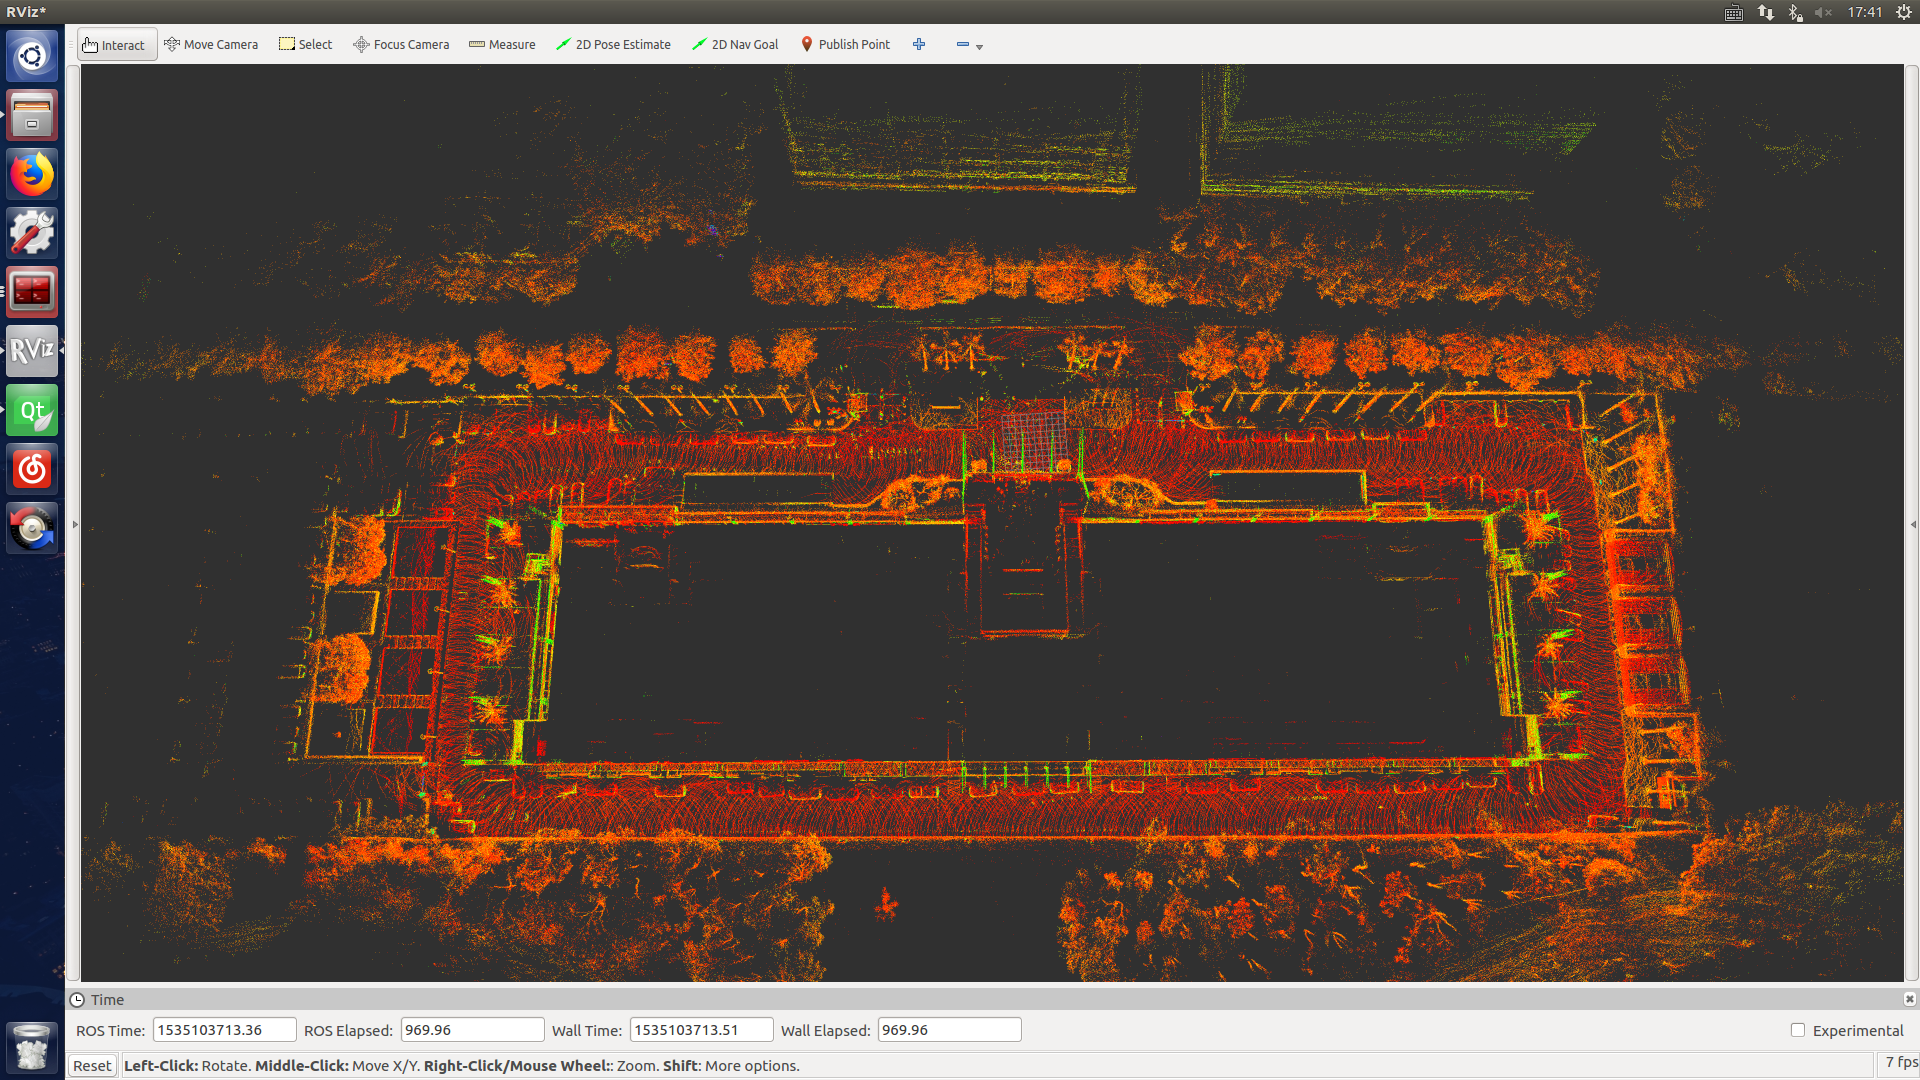 RViz*
17:41
Interact
Move Camera
Select
Focus Camera
Measure
2D Pose Estimate
2D Nav Goal
Publish Point
RViz
Qt
Time
ROS Time: 1535103713.36 ROS Elapsed: 969.96 Wall Time: 1535103713.51 Wall Elapsed: 969.96 Experimental
Reset Left-Click: Rotate. Middle-Click: Move X/Y. Right-Click/Mouse Wheel:: Zoom. Shift: More options. 7 fps